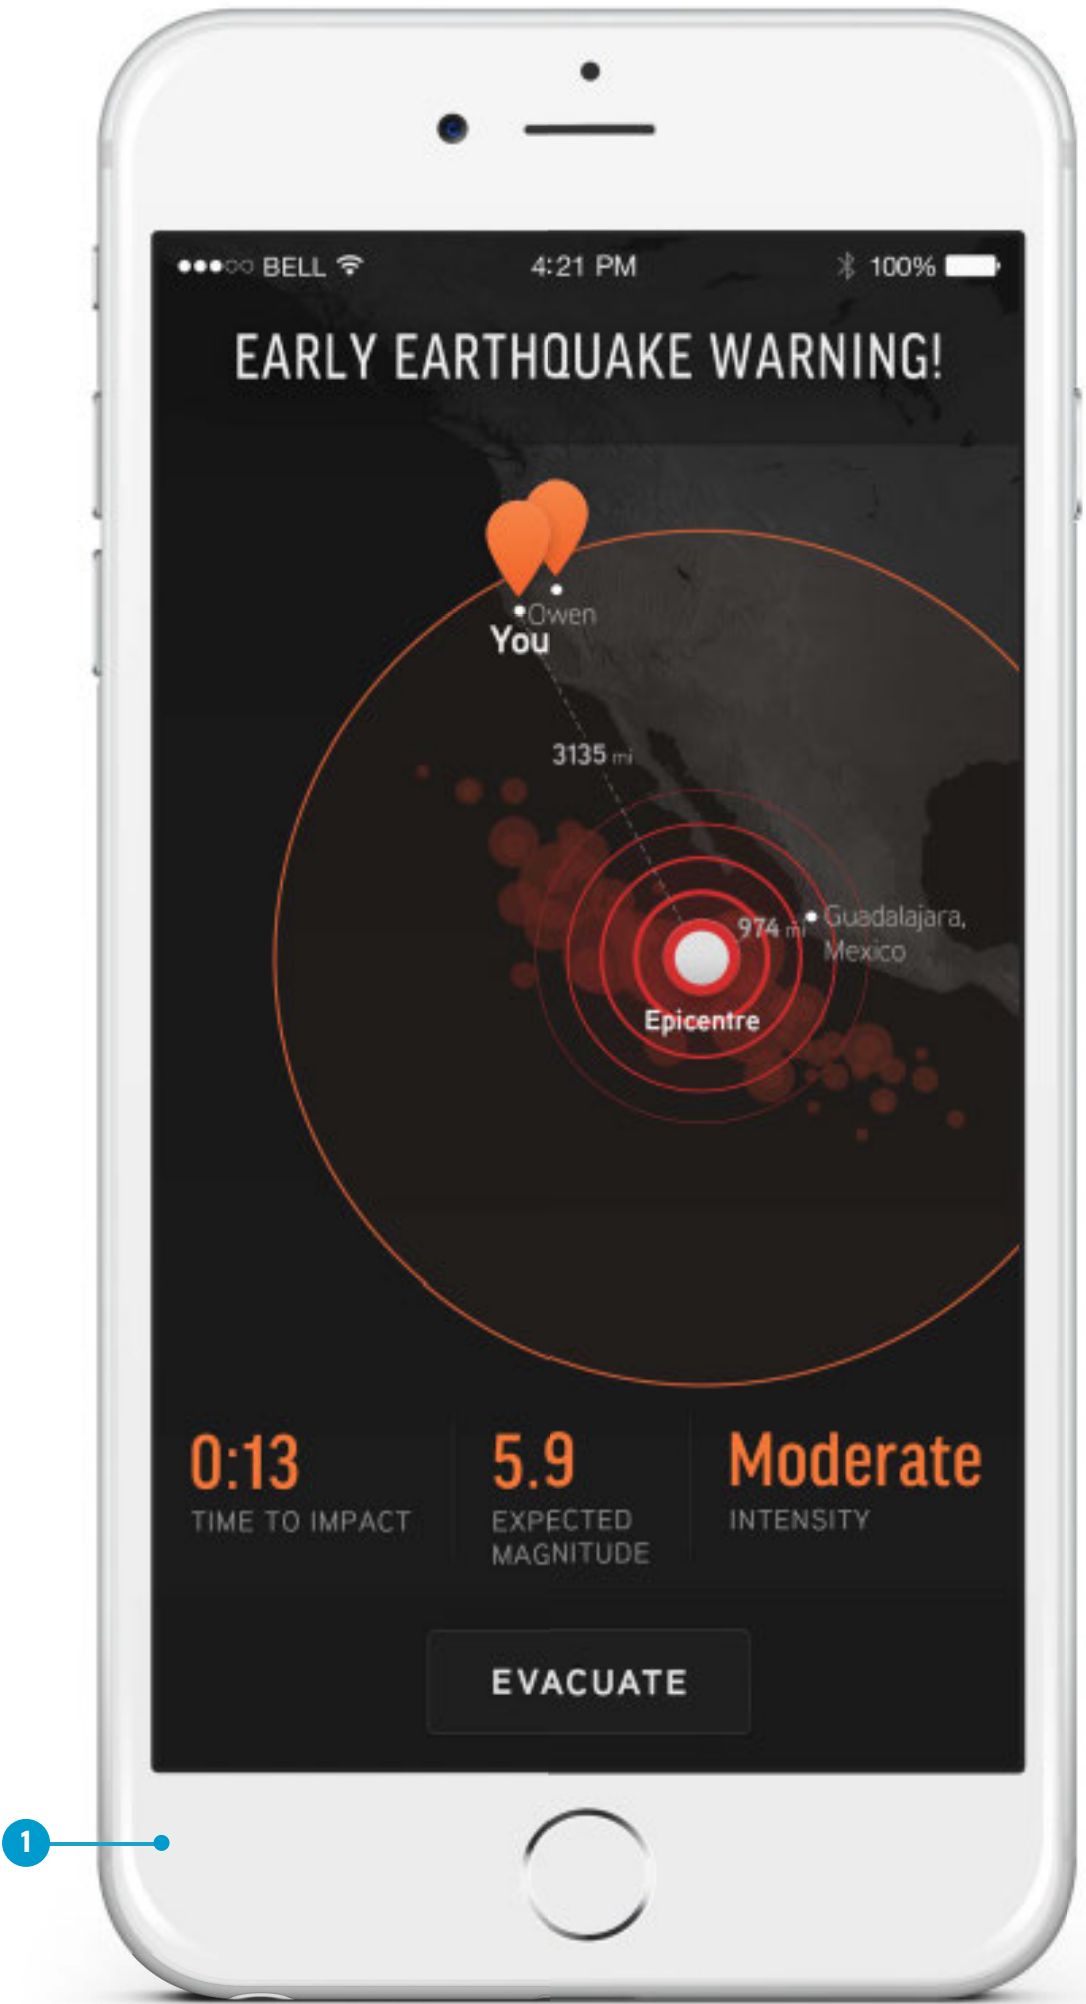 BELL
4:21 PM
100%
EARLY EARTHQUAKE WARNING!
Owen
You
3135 mi
974 mi
Guadalajara,
Mexico
Epicentre
0:13
TIME TO IMPACT
5.9
EXPECTED
MAGNITUDE
Moderate
INTENSITY
EVACUATE
1